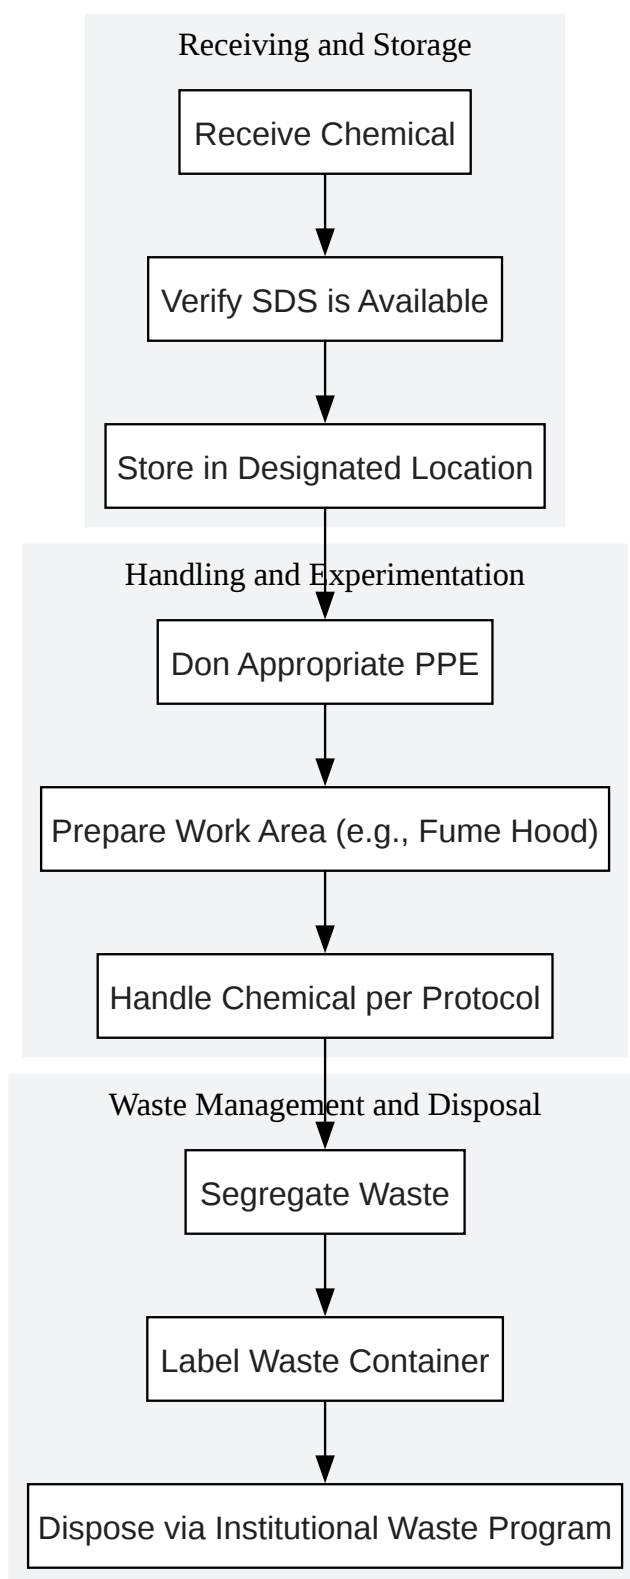 Receiving and Storage
Receive Chemical
Verify SDS is Available
Store in Designated Location
Handling and Experimentation
Don Appropriate PPE
Prepare Work Area (e.g., Fume Hood)
Handle Chemical per Protocol
Waste Management and Disposal
Segregate Waste
Label Waste Container
Dispose via Institutional Waste Program